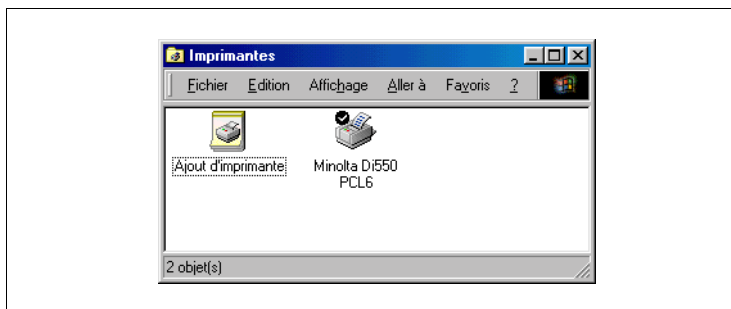 Imprimantes
Fichier Edition Affichage Aller à Favoris ?
Ajout d'imprimante
Minolta Di550
PCL6
2 objet(s)